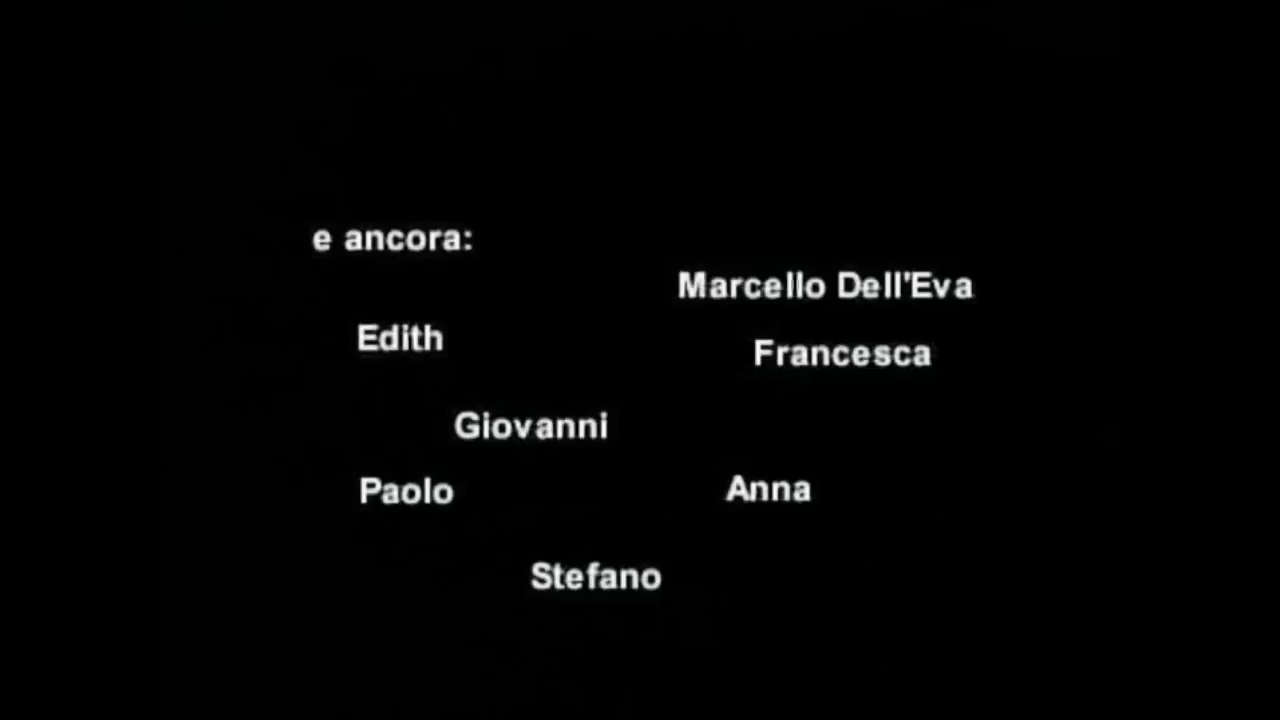 e ancora:
Marcello Dell'Eva
Edith
Francesca
Giovanni
Paolo
Anna
Stefano